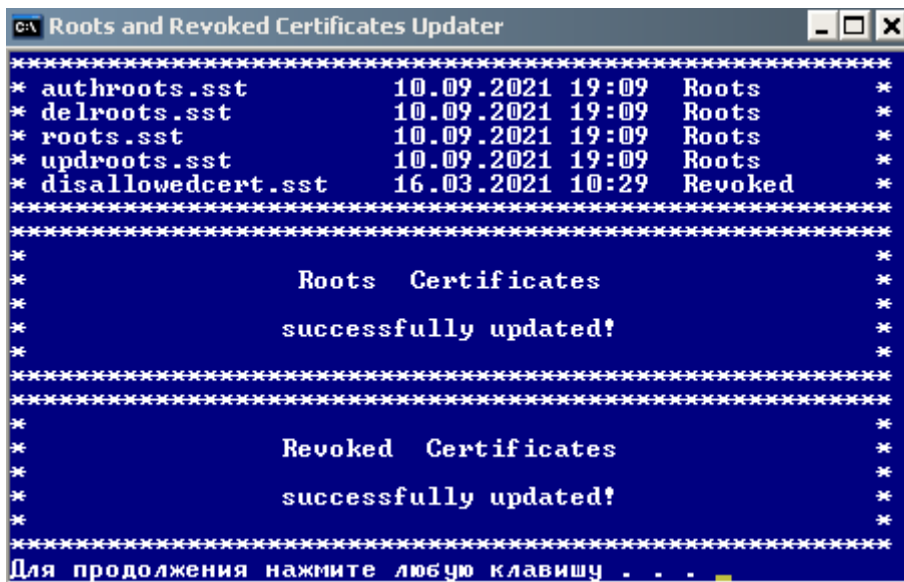 Roots and Revoked Certificates Updater
*******************************************************
* authroots.sst         10.09.2021 19:09  Roots       *
* delroots.sst          10.09.2021 19:09  Roots       *
* roots.sst             10.09.2021 19:09  Roots       *
* updroots.sst          10.09.2021 19:09  Roots       *
* disallowedcert.sst    16.03.2021 10:29  Revoked     *
*******************************************************
*******************************************************
*                                                     *
*                 Roots  Certificates                 *
*                                                     *
*                successfully updated!                *
*                                                     *
*******************************************************
*******************************************************
*                                                     *
*                Revoked  Certificates                *
*                                                     *
*                successfully updated!                *
*                                                     *
*******************************************************
Для продолжения нажмите любую клавишу . . .